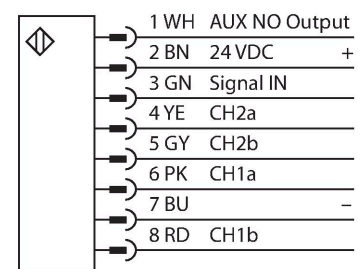 1 WH AUX NO Output
2 BN 24 VDC +
3 GN Signal IN
4 YE CH2a
5 GY CH2b
6 PK CH1a
7 BU –
8 RD CH1b